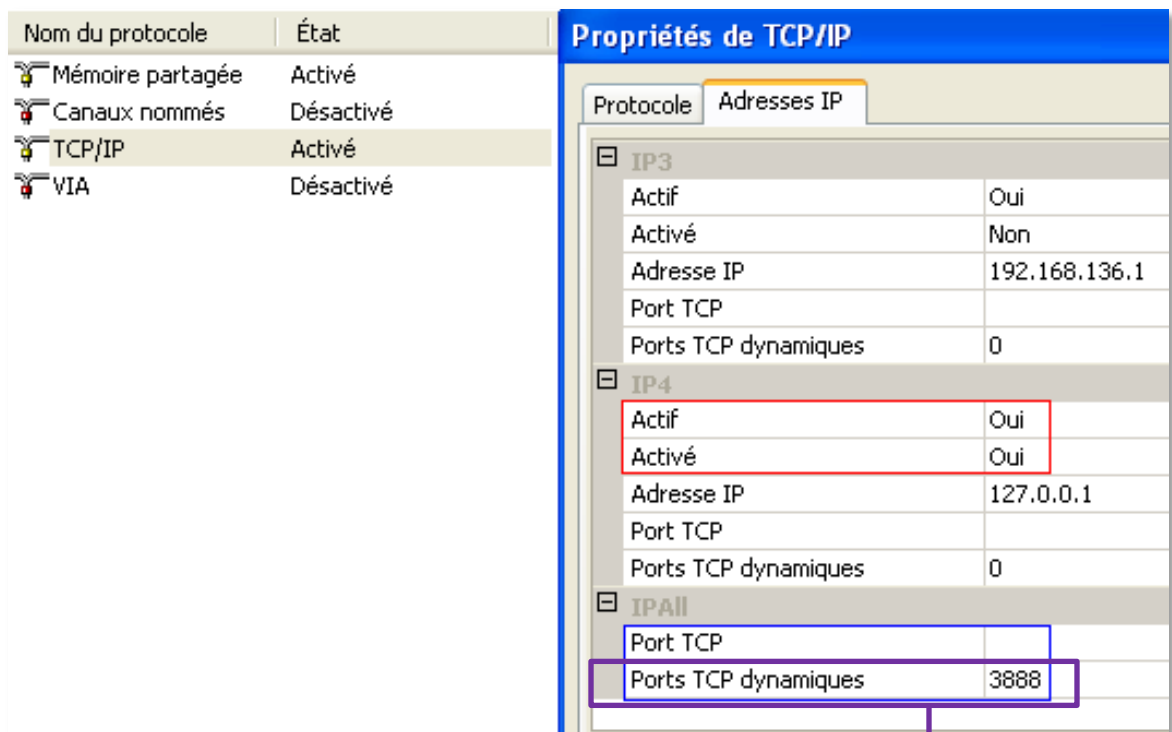 Nom du protocole État
Mémoire partagée Activé
Canaux nommés Désactivé
TCP/IP Activé
VIA Désactivé
Propriétés de TCP/IP
Protocole Adresses IP
IP3
Actif Oui
Activé Non
Adresse IP 192.168.136.1
Port TCP
Ports TCP dynamiques 0
IP4
Actif Oui
Activé Oui
Adresse IP 127.0.0.1
Port TCP
Ports TCP dynamiques 0
IPAll
Port TCP
Ports TCP dynamiques 3888